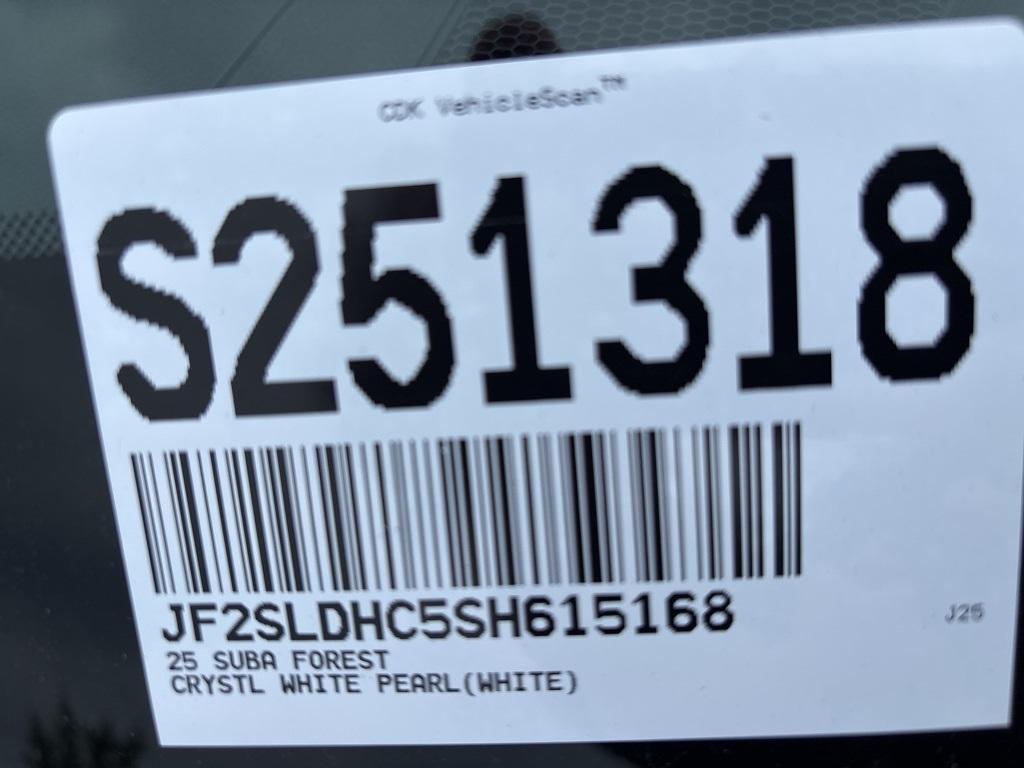 CDK VehicleScan™
S251318
JF2SLDHC5SH615168
J25
25 SUBA FOREST
CRYSTL WHITE PEARL(WHITE)